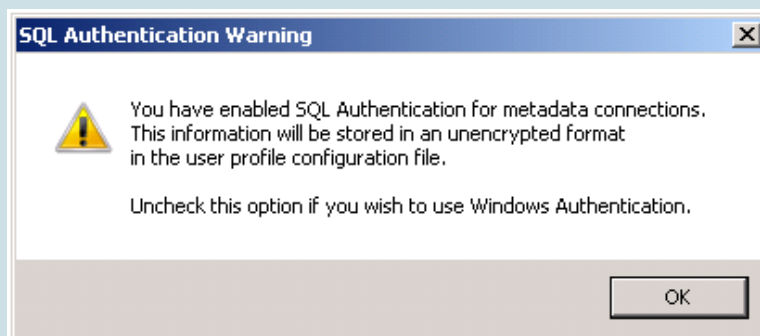 SQL Authentication Warning
You have enabled SQL Authentication for metadata connections.
This information will be stored in an unencrypted format
in the user profile configuration file.
Uncheck this option if you wish to use Windows Authentication.
OK